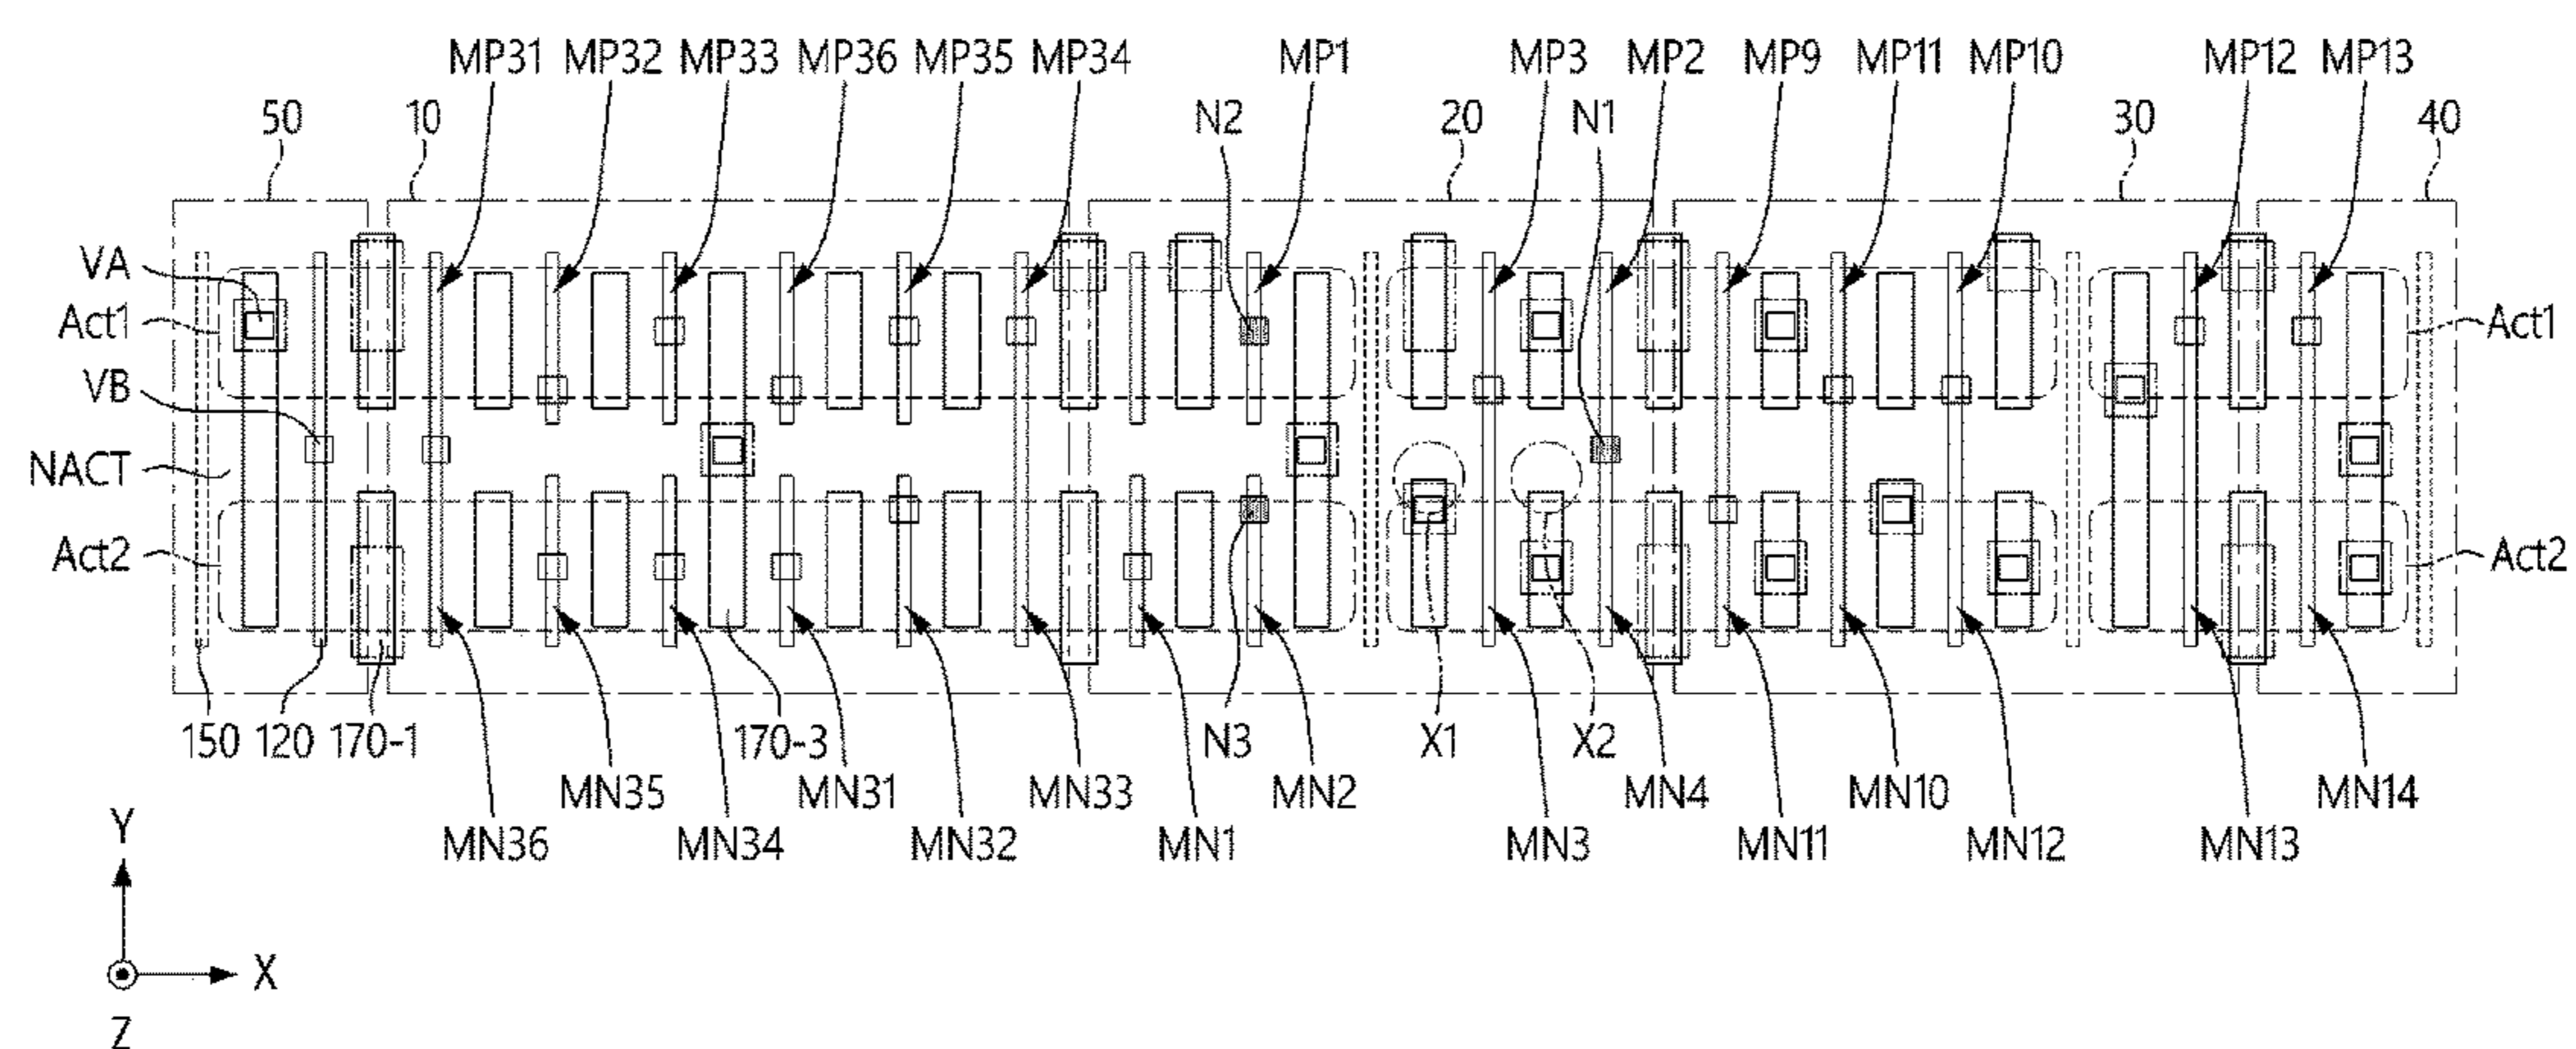 MP31 MP32 MP33 MP36 MP35 MP34 MP1 MP3 MP2 MP9 MP11 MP10 MP12 MP13
50 10 N2 20 N1 30 40
VA
Act1 Act1
VB
NACT
Act2 Act2
150 120 170-1 170-3 N3 X1 X2
MN35 MN31 MN33 MN2 MN4 MN10 MN14
MN36 MN34 MN32 MN1 MN3 MN11 MN12 MN13
Y
X
Z